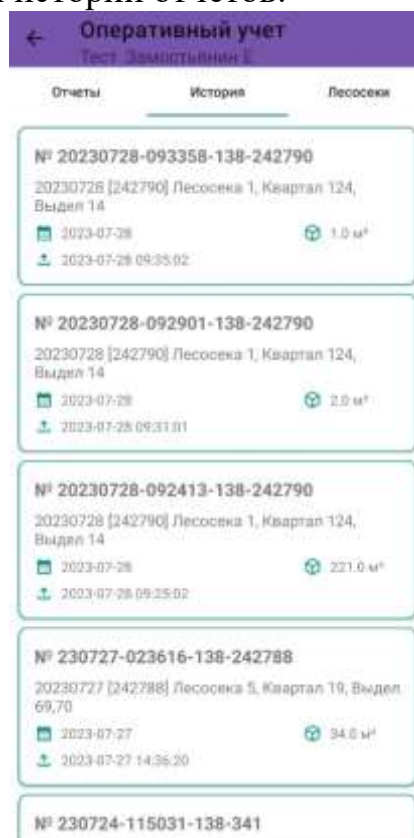 истории отчетов.
Оперативный учет
Тест Замостьянин Е
Отчеты История Лесосеки
№ 20230728-093358-138-242790
20230728 [242790] Лесосека 1, Квартал 124,
Выдел 14
2023-07-28 1.0 м³
2023-07-28 09:35:02
№ 20230728-092901-138-242790
20230728 [242790] Лесосека 1, Квартал 124,
Выдел 14
2023-07-28 2.0 м³
2023-07-28 09:31:01
№ 20230728-092413-138-242790
20230728 [242790] Лесосека 1, Квартал 124,
Выдел 14
2023-07-28 221.0 м³
2023-07-28 09:25:02
№ 230727-023616-138-242788
20230727 [242788] Лесосека 5, Квартал 19, Выдел
69,70
2023-07-27 34.0 м³
2023-07-27 14:36:20
№ 230724-115031-138-341